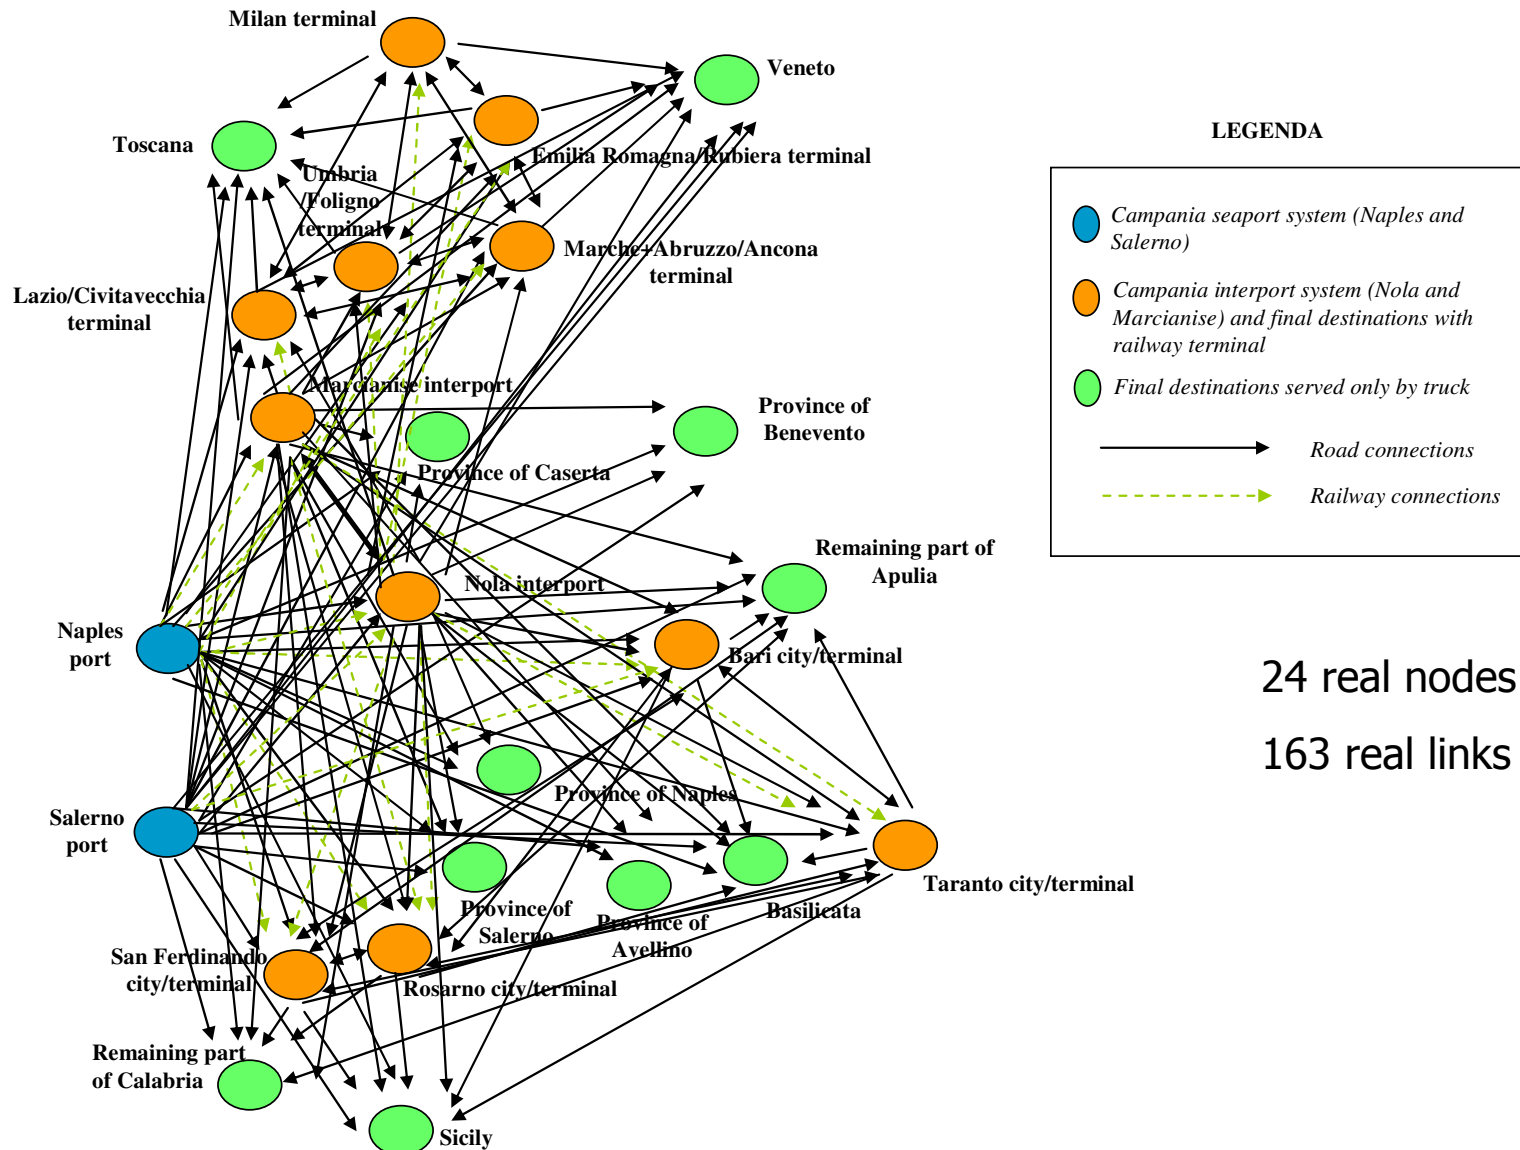 Milan terminal
Veneto
LEGENDA
Toscana
Emilia Romagna/Rubiera terminal
Umbria
/Foligno
terminal
Campania seaport system (Naples and
Salerno)
Marche+Abruzzo/Ancona
terminal
Lazio/Civitavecchia
terminal
Campania interport system (Nola and
Marcianise) and final destinations with
railway terminal
Marcianise interport
Final destinations served only by truck
Province of
Benevento
Province of Caserta
Road connections
Railway connections
Remaining part of
Apulia
Nola interport
Naples
port
Bari city/terminal
24 real nodes
163 real links
Province of Naples
Salerno
port
Taranto city/terminal
Province of
Salerno
Province of
Avellino
Basilicata
San Ferdinando
city/terminal
Rosarno city/terminal
Remaining part
of Calabria
Sicily